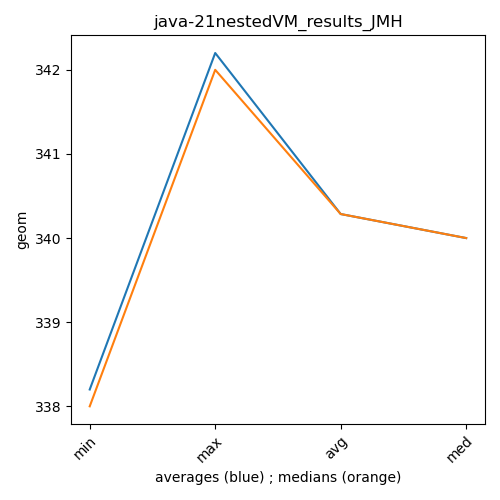 java-21nestedVM_results_JMH
342
341
340
339
338
geom
min
max
avg
med
averages (blue) ; medians (orange)